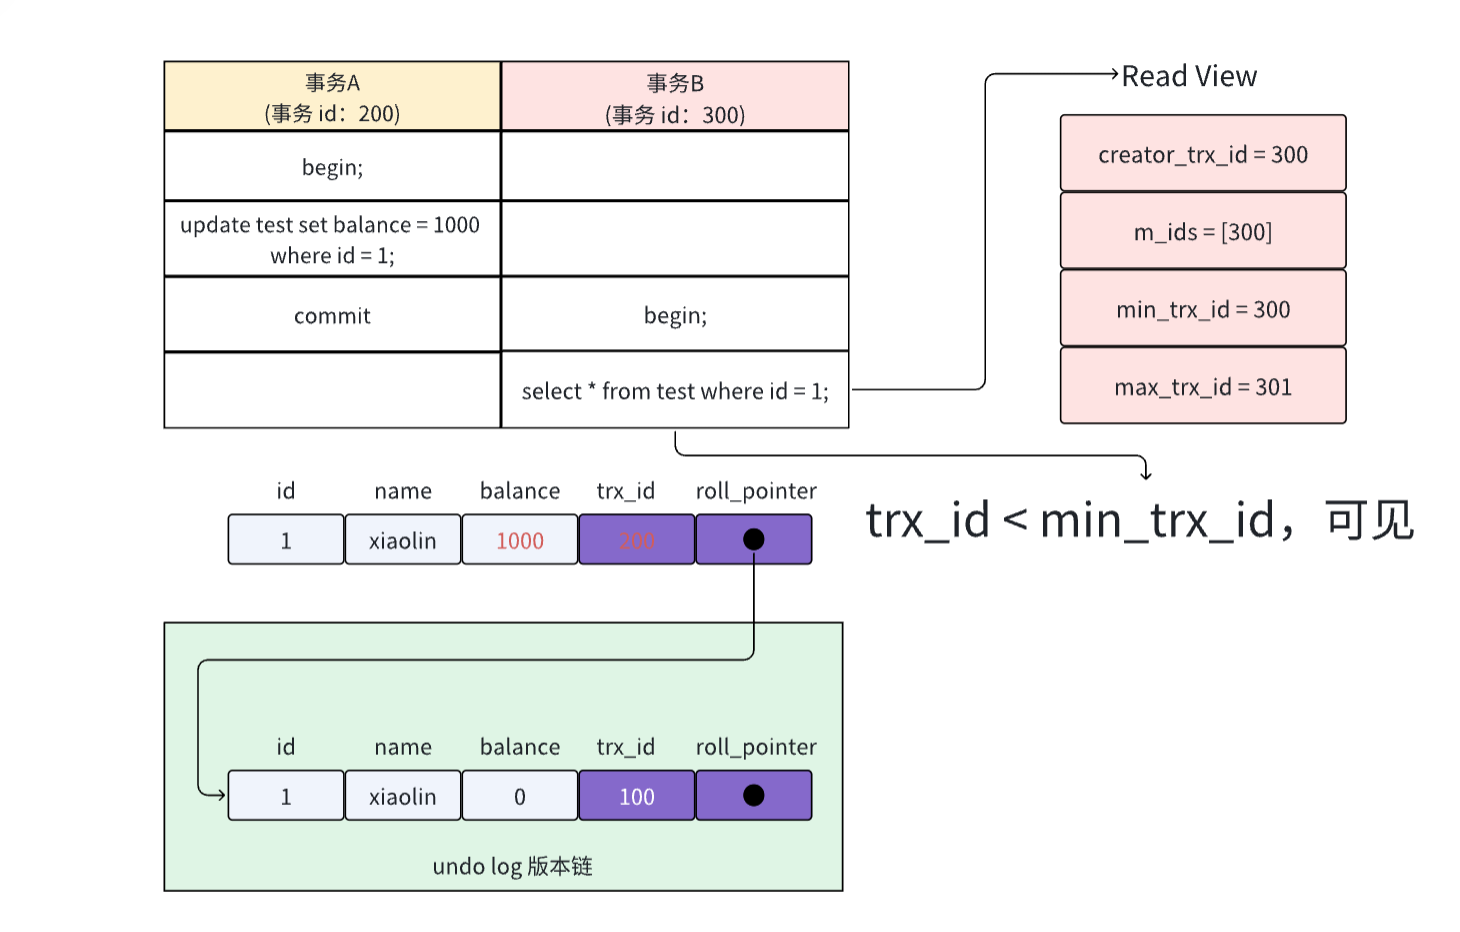 事务A
(事务 id：200)
事务B
(事务 id：300)
begin;
update test set balance = 1000
where id = 1;
commit
begin;
select * from test where id = 1;
Read View
creator_trx_id = 300
m_ids = [300]
min_trx_id = 300
max_trx_id = 301
trx_id < min_trx_id，可见
id name balance trx_id roll_pointer
1 xiaolin 1000 200
id name balance trx_id roll_pointer
1 xiaolin 0 100
undo log 版本链